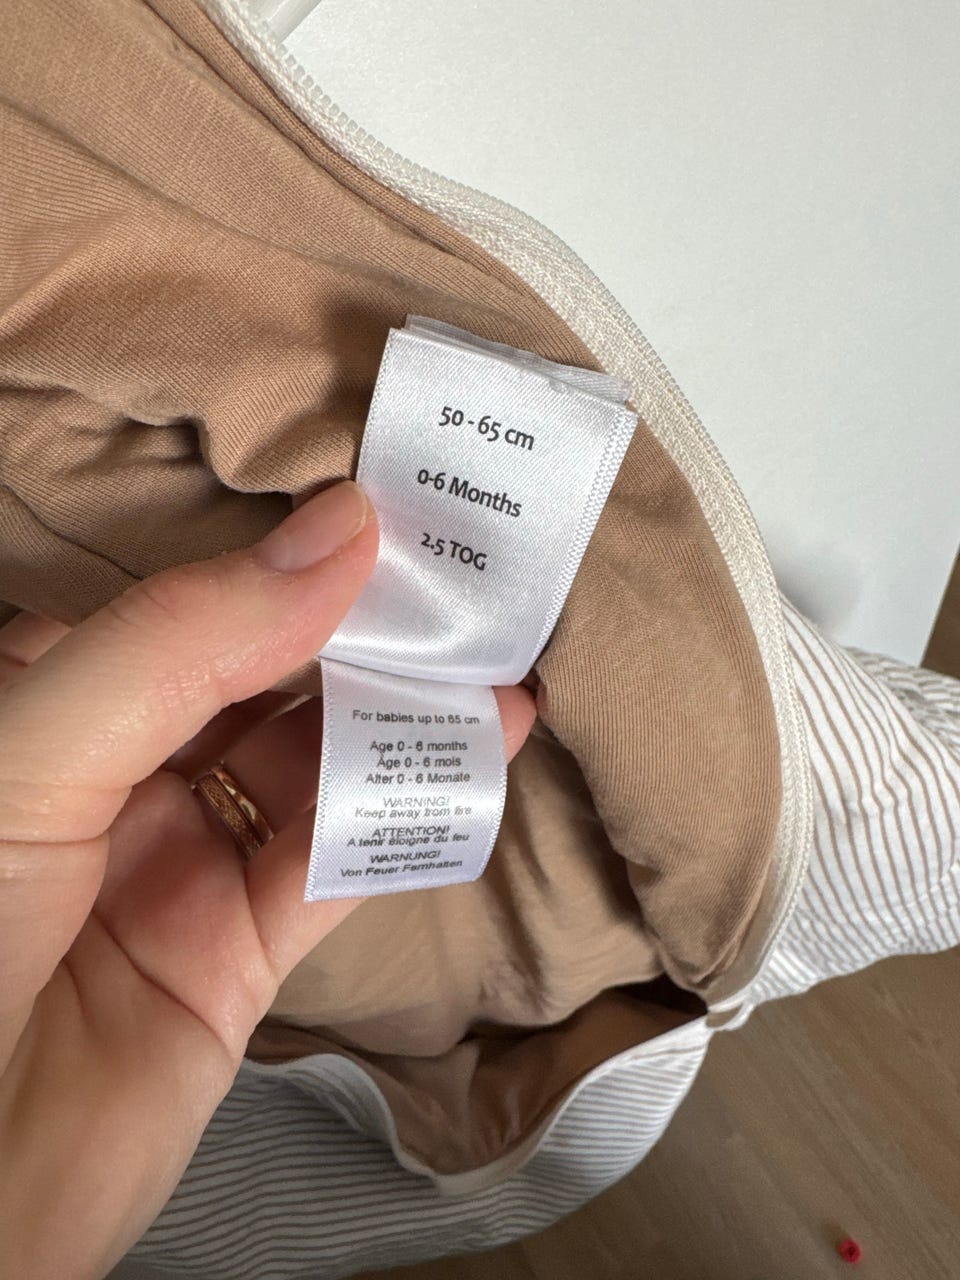 50 - 65 cm
0-6 Months
2.5 TOG
For babies up to 65 cm
Age 0 - 6 months
Age 0 - 6 mois
Alter 0 - 6 Monate
WARNING!
Keep away from fire
ATTENTION!
A tenir éloigne du feu
WARNUNG!
Von Feuer Fernhalten